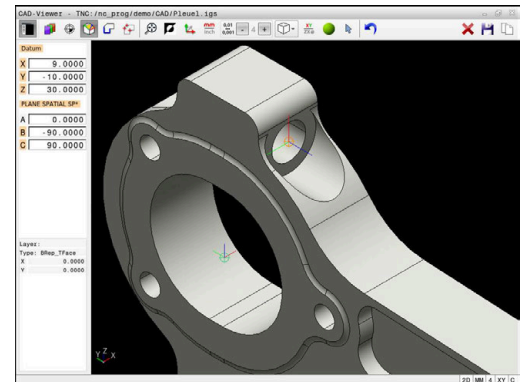 CAD-Viewer - TNC:/nc_prog/demo/CAD/Pleuel.igs
mm
inch
0,01
0,001
- 4 +
XY
Datum
X 9.0000
Y -10.0000
Z 30.0000
PLANE SPATIAL SP*
A 0.0000
B -90.0000
C 90.0000
Layer:
Type: BRep_TFace
X 0.0000
Y 0.0000
Y Z X
2D MM 4 XY C